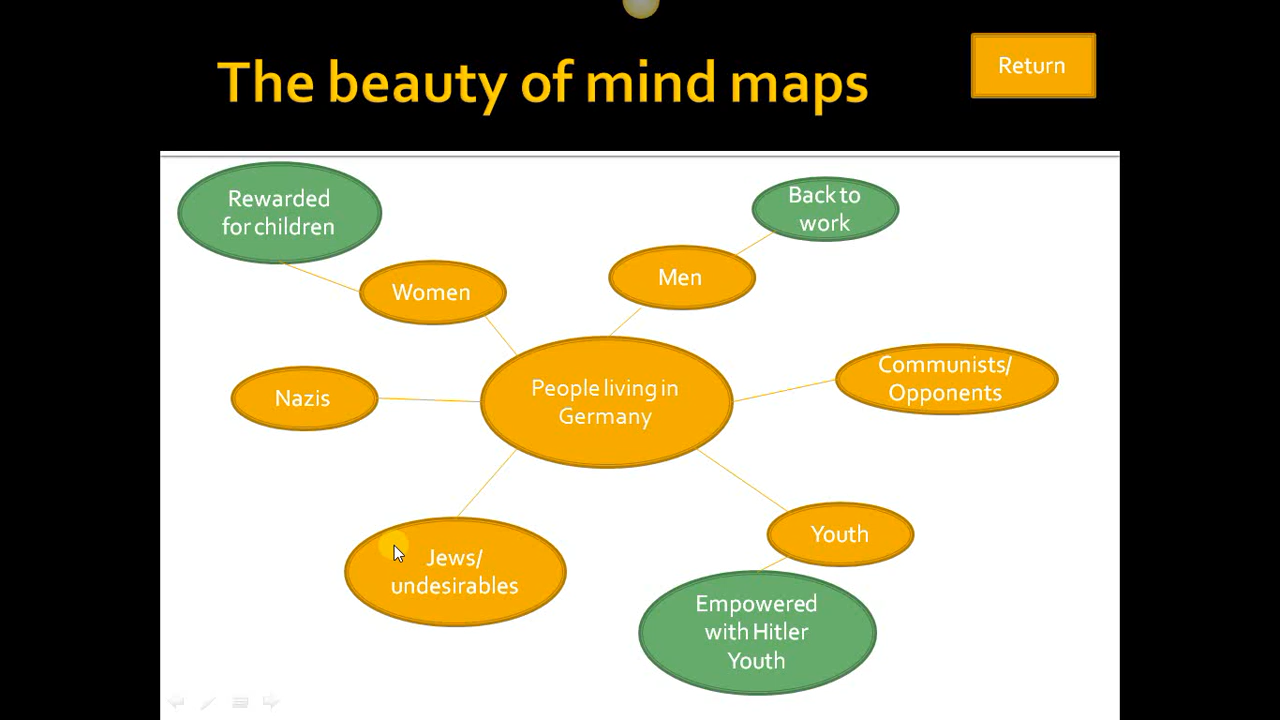 The beauty of mind maps
Return
Rewarded
for children
Back to
work
Women
Men
Nazis
People living in
Germany
Communists/
Opponents
Jews/
undesirables
Youth
Empowered
with Hitler
Youth